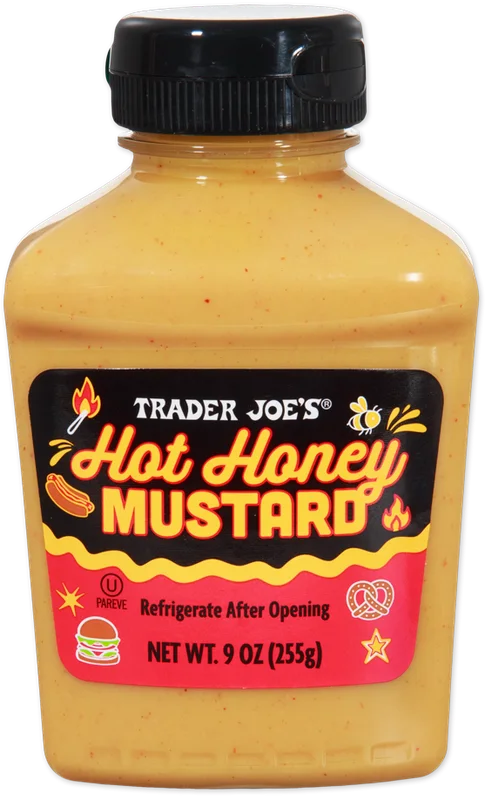 TRADER JOE'S®
Hot Honey
MUSTARD
U
PAREVE
Refrigerate After Opening
NET WT. 9 OZ (255g)